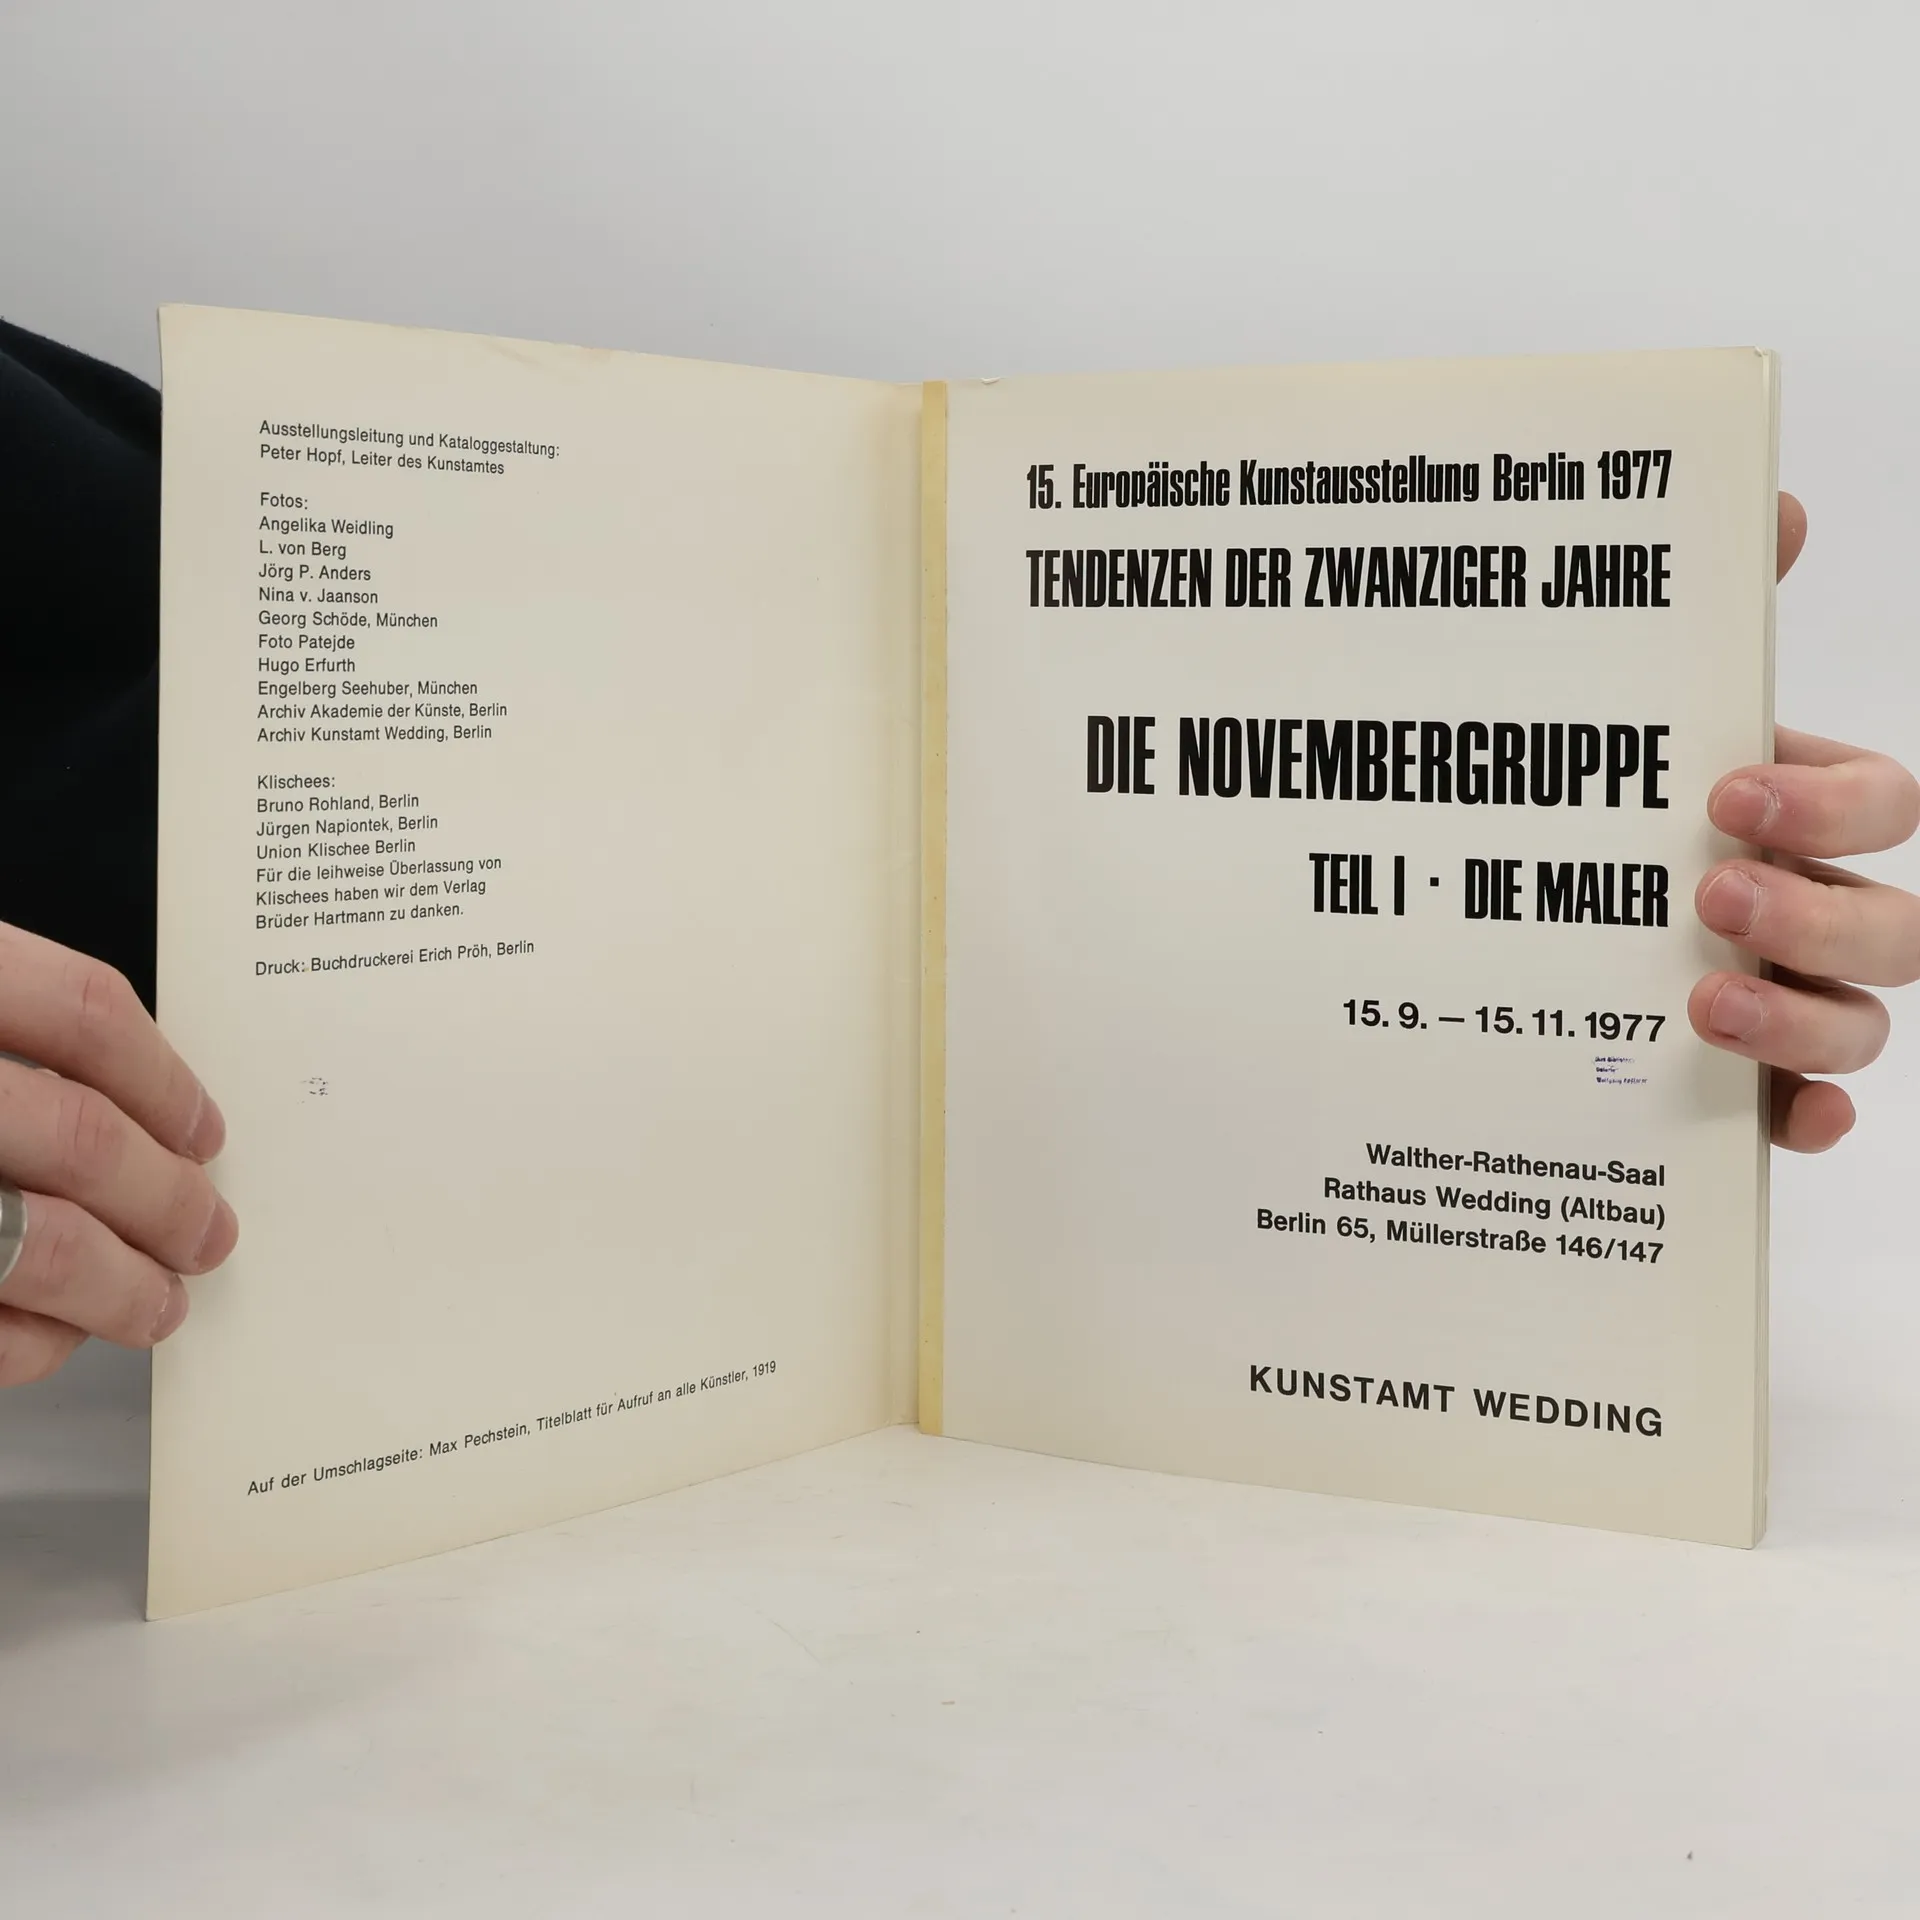 Ausstellungsleitung und Kataloggestaltung:
Peter Hopf, Leiter des Kunstamtes
Fotos:
Angelika Weidling
L. von Berg
Jörg P. Anders
Nina v. Jaanson
Georg Schöde, München
Foto Patejde
Hugo Erfurth
Engelberg Seehuber, München
Archiv Akademie der Künste, Berlin
Archiv Kunstamt Wedding, Berlin
Klischees:
Bruno Rohland, Berlin
Jürgen Napiontek, Berlin
Union Klischee Berlin
Für die leihweise Überlassung von
Klischees haben wir dem Verlag
Brüder Hartmann zu danken.
Druck: Buchdruckerei Erich Pröh, Berlin
Auf der Umschlagseite: Max Pechstein, Titelblatt für Aufruf an alle Künstler, 1919
15. Europäische Kunstausstellung Berlin 1977
TENDENZEN DER ZWANZIGER JAHRE
DIE NOVEMBERGRUPPE
TEIL I · DIE MALER
15. 9. — 15. 11. 1977
Walther-Rathenau-Saal
Rathaus Wedding (Altbau)
Berlin 65, Müllerstraße 146/147
KUNSTAMT WEDDING